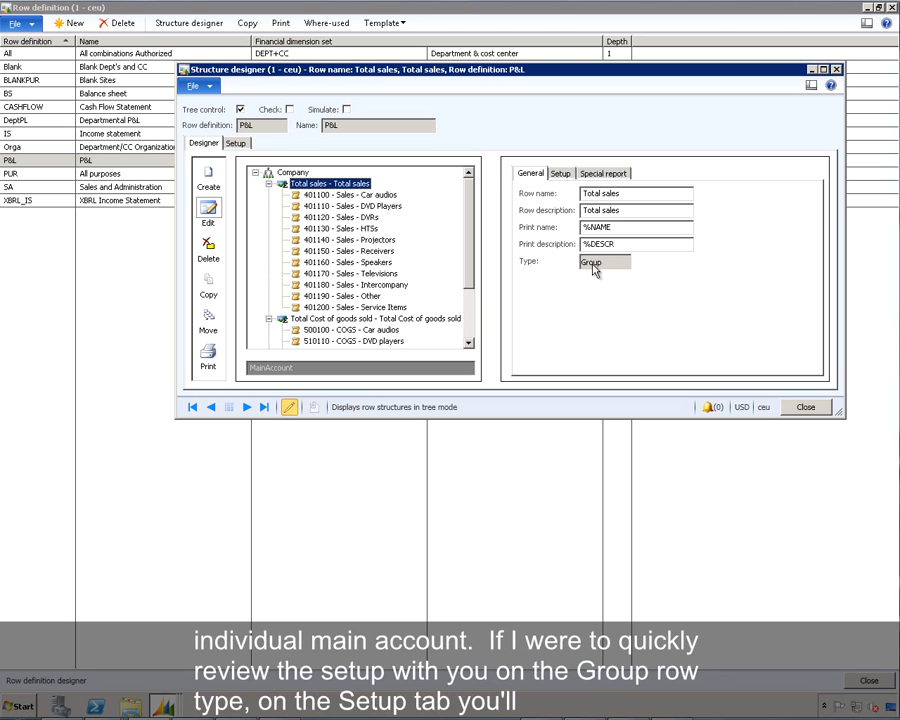 Row definition (1 - ceu)
File New Delete Structure designer Copy Print Where-used Template
Row definition Name Financial dimension set Depth
All All combinations Authorized DEPT+CC Department & cost center 1
Blank Blank Dept's and CC
BLANKPUR Blank Sites
BS Balance sheet
CASHFLOW Cash Flow Statement
DeptPL Departmental P&L
IS Income statement
Orga Department/CC Organization
P&L P&L
PUR All purposes
SA Sales and Administration
XBRL_IS XBRL Income Statement
Structure designer (1 - ceu) - Row name: Total sales, Total sales, Row definition: P&L
File
Tree control: Check: Simulate:
Row definition: P&L Name: P&L
Designer Setup
Create
Edit
Delete
Copy
Move
Print
Company
Total sales - Total sales
401100 - Sales - Car audios
401110 - Sales - DVD Players
401120 - Sales - DVRs
401130 - Sales - HTSs
401140 - Sales - Projectors
401150 - Sales - Receivers
401160 - Sales - Speakers
401170 - Sales - Televisions
401180 - Sales - Intercompany
401190 - Sales - Other
401200 - Sales - Service Items
Total Cost of goods sold - Total Cost of goods sold
500100 - COGS - Car audios
510110 - COGS - DVD players
MainAccount
General Setup Special report
Row name: Total sales
Row description: Total sales
Print name: %NAME
Print description: %DESCR
Type: Group
Displays row structures in tree mode (0) USD ceu Close
individual main account. If I were to quickly
review the setup with you on the Group row
type, on the Setup tab you'll
Row definition designer Close
Start